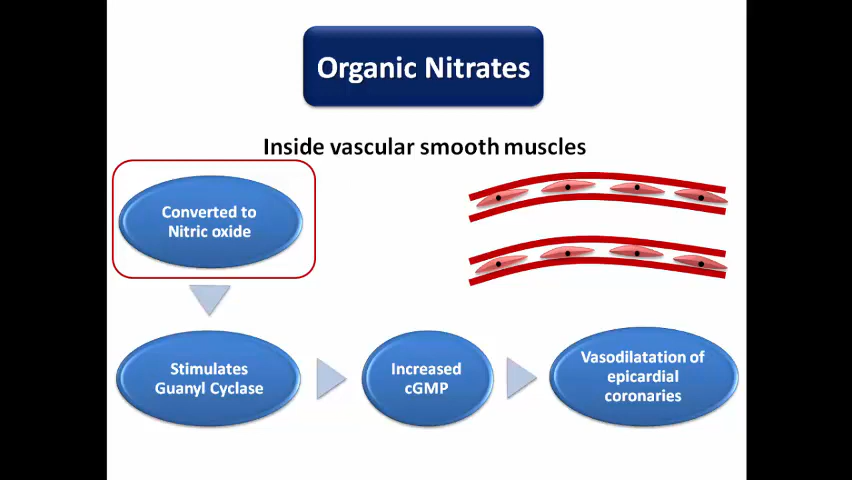 Organic Nitrates
Inside vascular smooth muscles
Converted to
Nitric oxide
Stimulates
Guanyl Cyclase
Increased
cGMP
Vasodilatation of
epicardial
coronaries